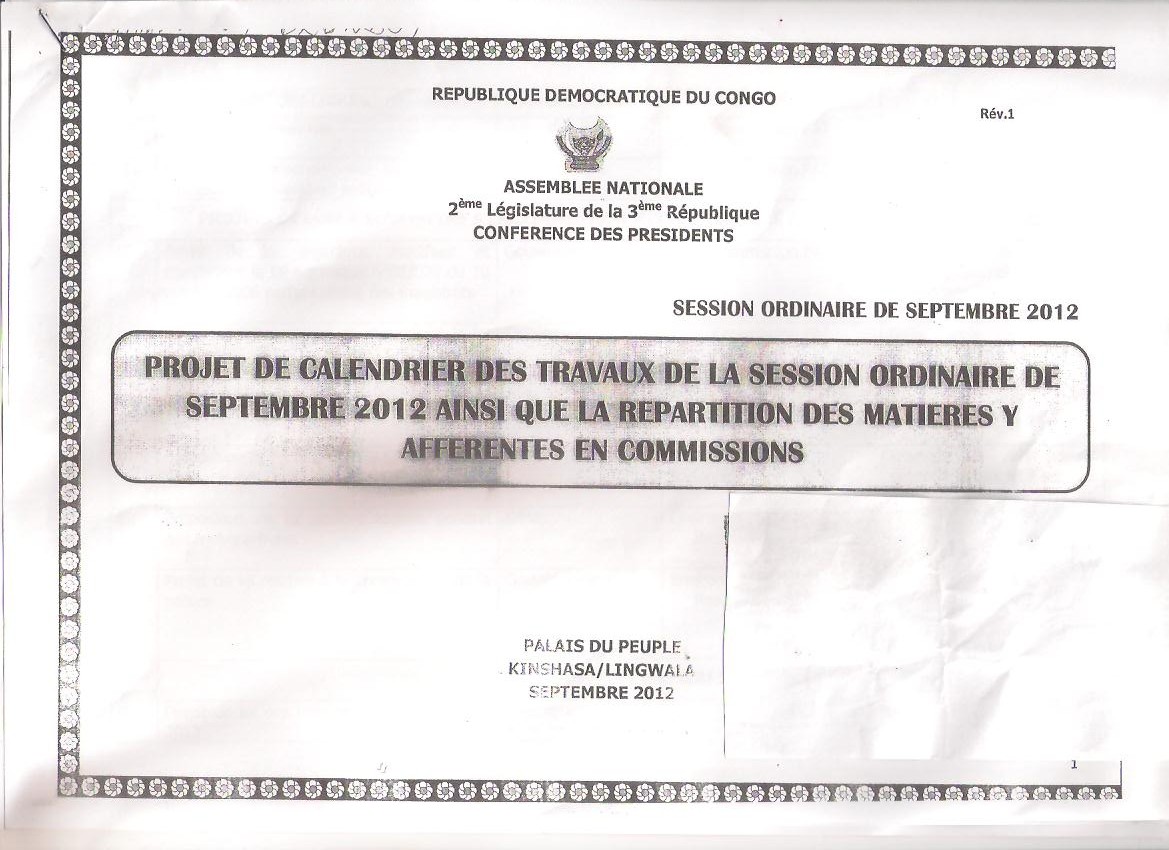 REPUBLIQUE DEMOCRATIQUE DU CONGO
Rév.1
ASSEMBLEE NATIONALE
2ème Législature de la 3ème République
CONFERENCE DES PRESIDENTS
SESSION ORDINAIRE DE SEPTEMBRE 2012
PROJET DE CALENDRIER DES TRAVAUX DE LA SESSION ORDINAIRE DE
SEPTEMBRE 2012 AINSI QUE LA REPARTITION DES MATIERES Y
AFFERENTES EN COMMISSIONS
PALAIS DU PEUPLE
KINSHASA/LINGWALA
SEPTEMBRE 2012
1